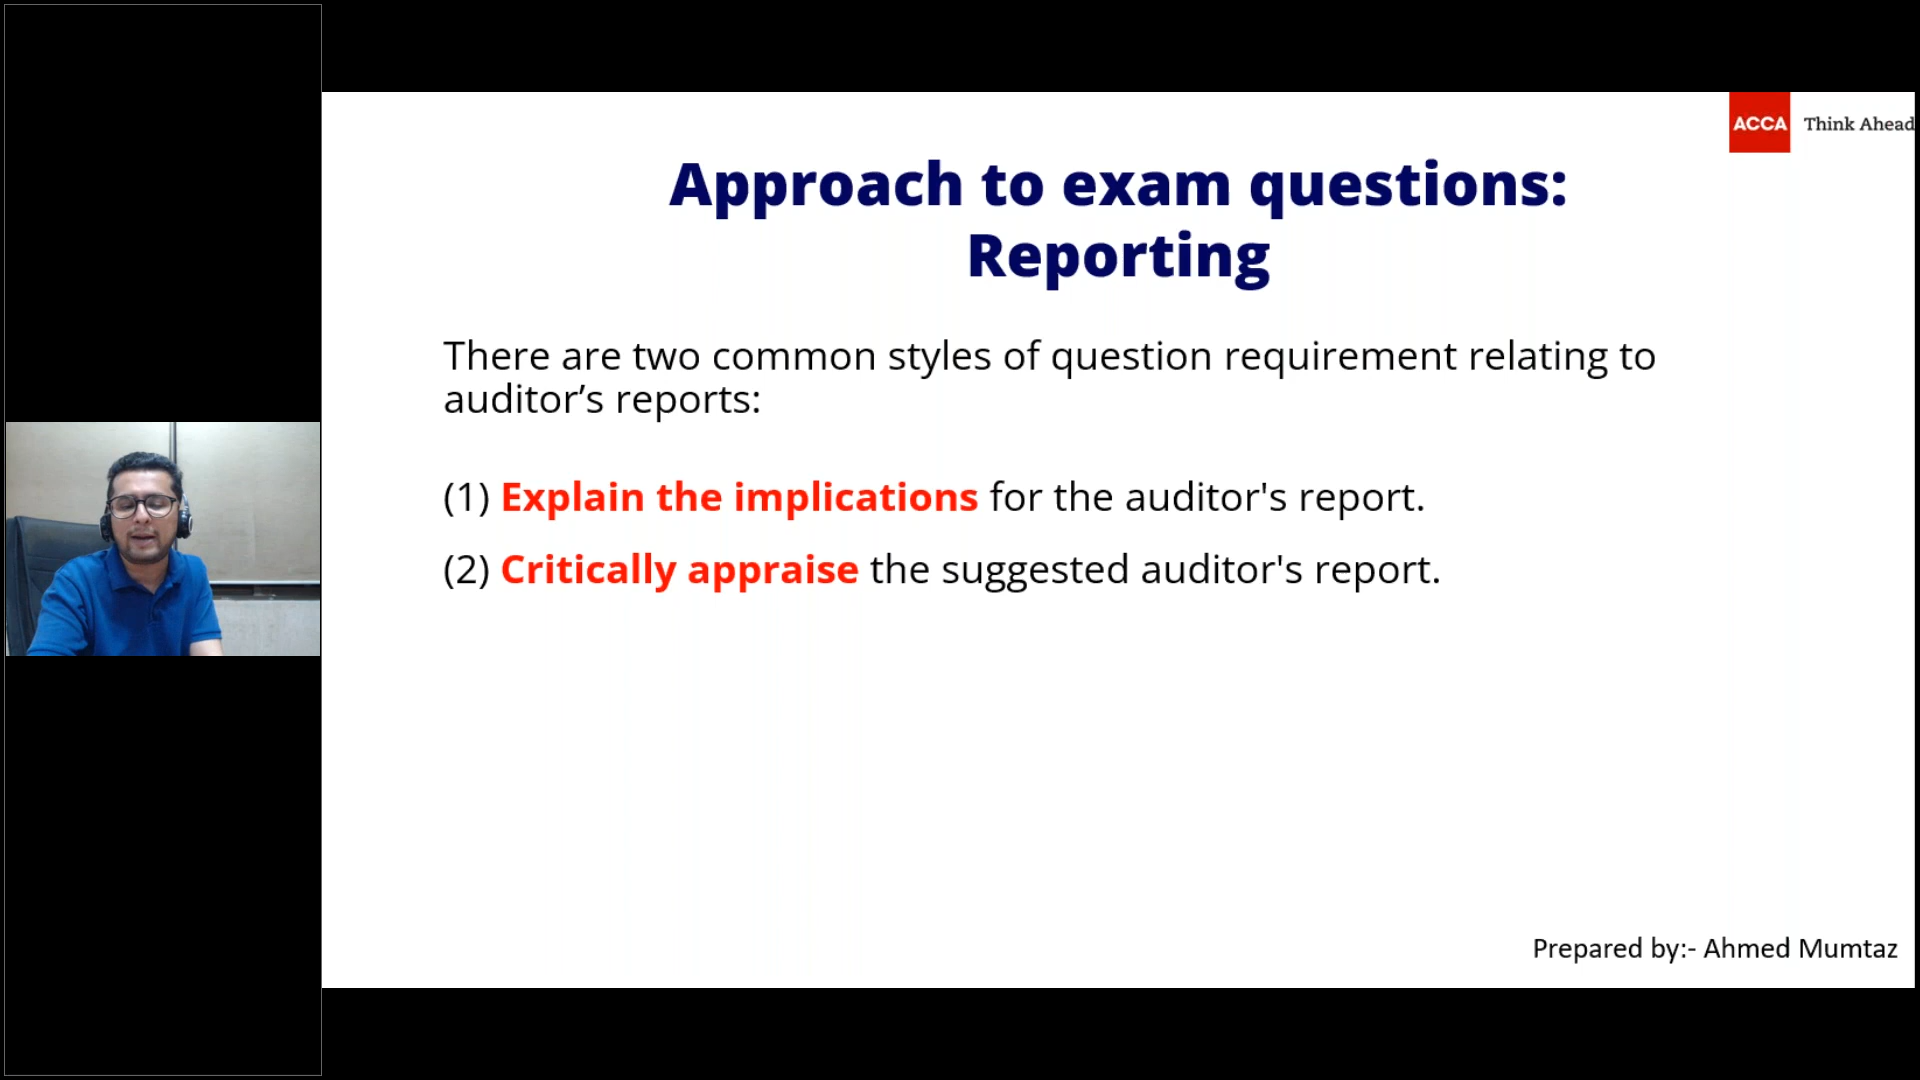 ACCA Think Ahead
Approach to exam questions:
Reporting
There are two common styles of question requirement relating to
auditor’s reports:
(1) Explain the implications for the auditor's report.
(2) Critically appraise the suggested auditor's report.
Prepared by:- Ahmed Mumtaz